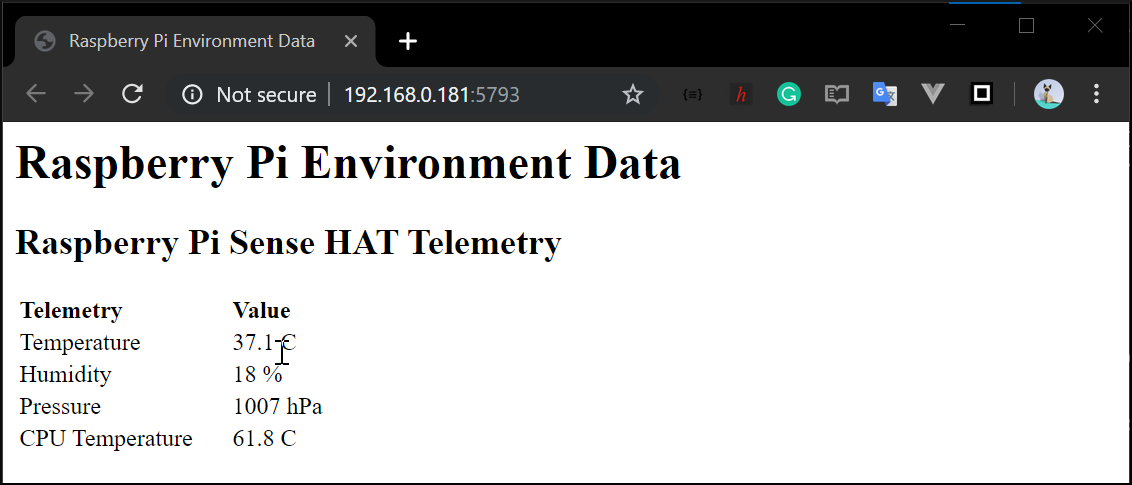 Raspberry Pi Environment Data
Not secure | 192.168.0.181:5793
Raspberry Pi Environment Data
Raspberry Pi Sense HAT Telemetry
Telemetry Value
Temperature 37.1 C
Humidity 18 %
Pressure 1007 hPa
CPU Temperature 61.8 C